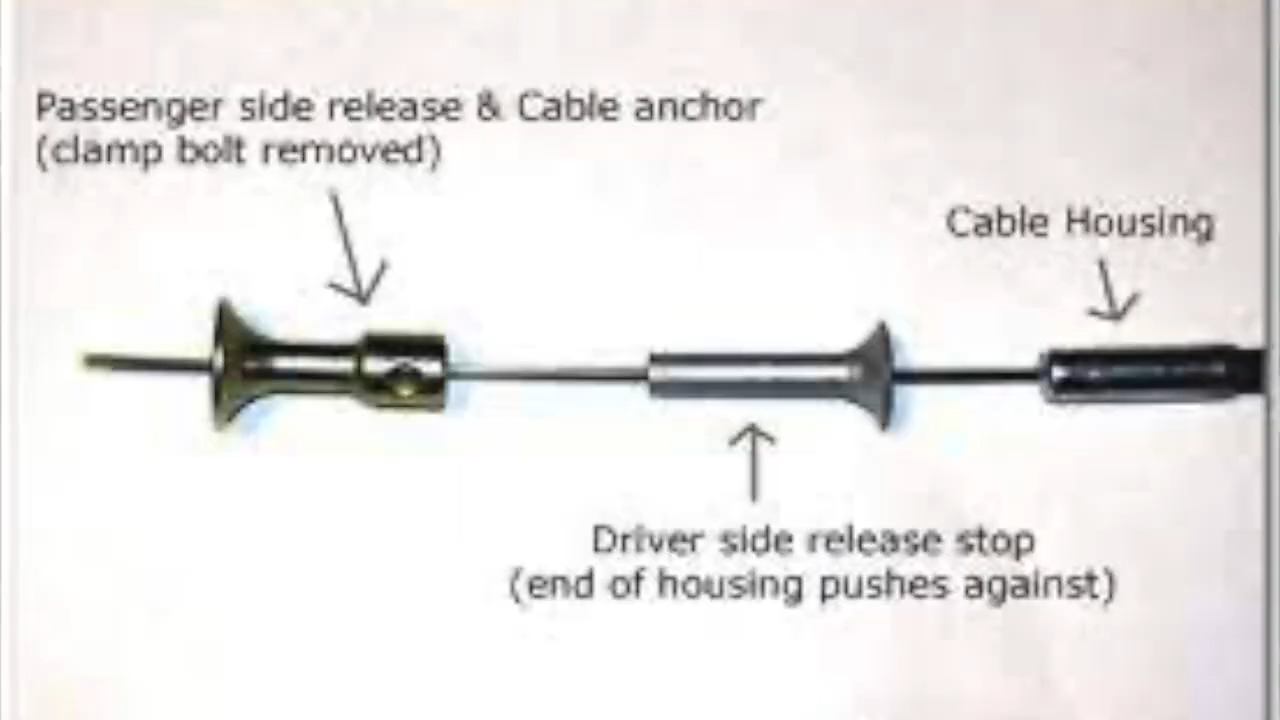 Passenger side release & Cable anchor
(clamp bolt removed)
Cable Housing
Driver side release stop
(end of housing pushes against)